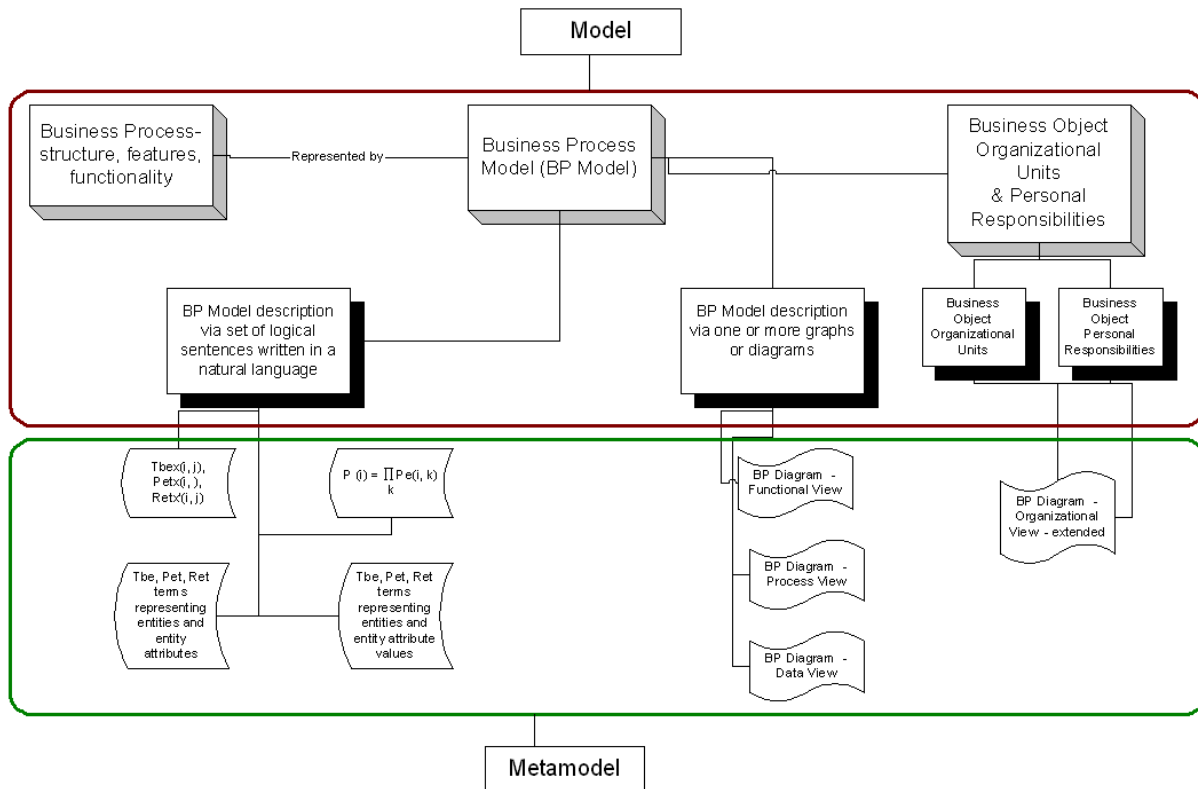 Model
Business Process-
structure, features,
functionality
Represented by
Business Process
Model (BP Model)
Business Object
Organizational
Units
& Personal
Responsibilities
BP Model description
via set of logical
sentences written in a
natural language
BP Model description
via one or more graphs
or diagrams
Business
Object
Organizational
Units
Business
Object
Personal
Responsibilities
Tbex(i, j),
Petx(i, ),
Retx'(i, j)
P (i) = ∏ Pe(i, k)
k
BP Diagram -
Functional View
BP Diagram -
Organizational
View - extended
Tbe, Pet, Ret
terms
representing
entities and
entity
attributes
Tbe, Pet, Ret
terms
representing
entities and
entity attribute
values
BP Diagram -
Process View
BP Diagram -
Data View
Metamodel